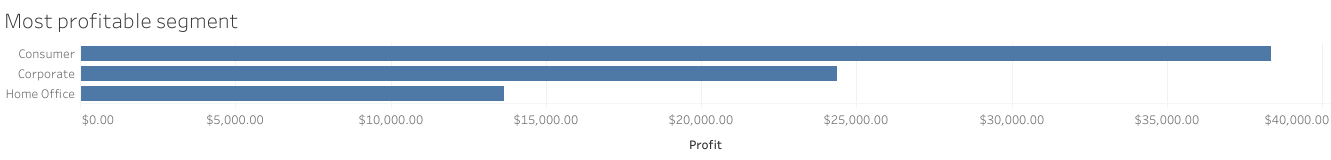 Most profitable segment
Consumer
Corporate
Home Office
$0.00 $5,000.00 $10,000.00 $15,000.00 $20,000.00 $25,000.00 $30,000.00 $35,000.00 $40,000.00
Profit